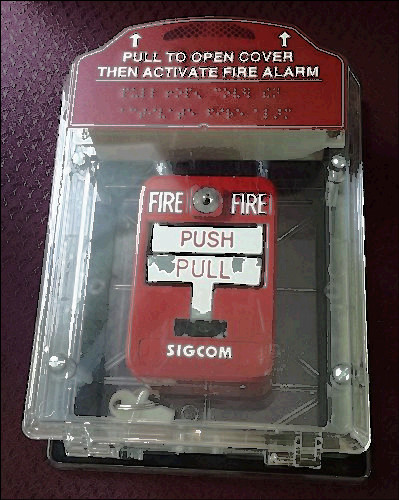 PULL TO OPEN COVER
THEN ACTIVATE FIRE ALARM
FIRE FIRE
PUSH
PULL
SIGCOM